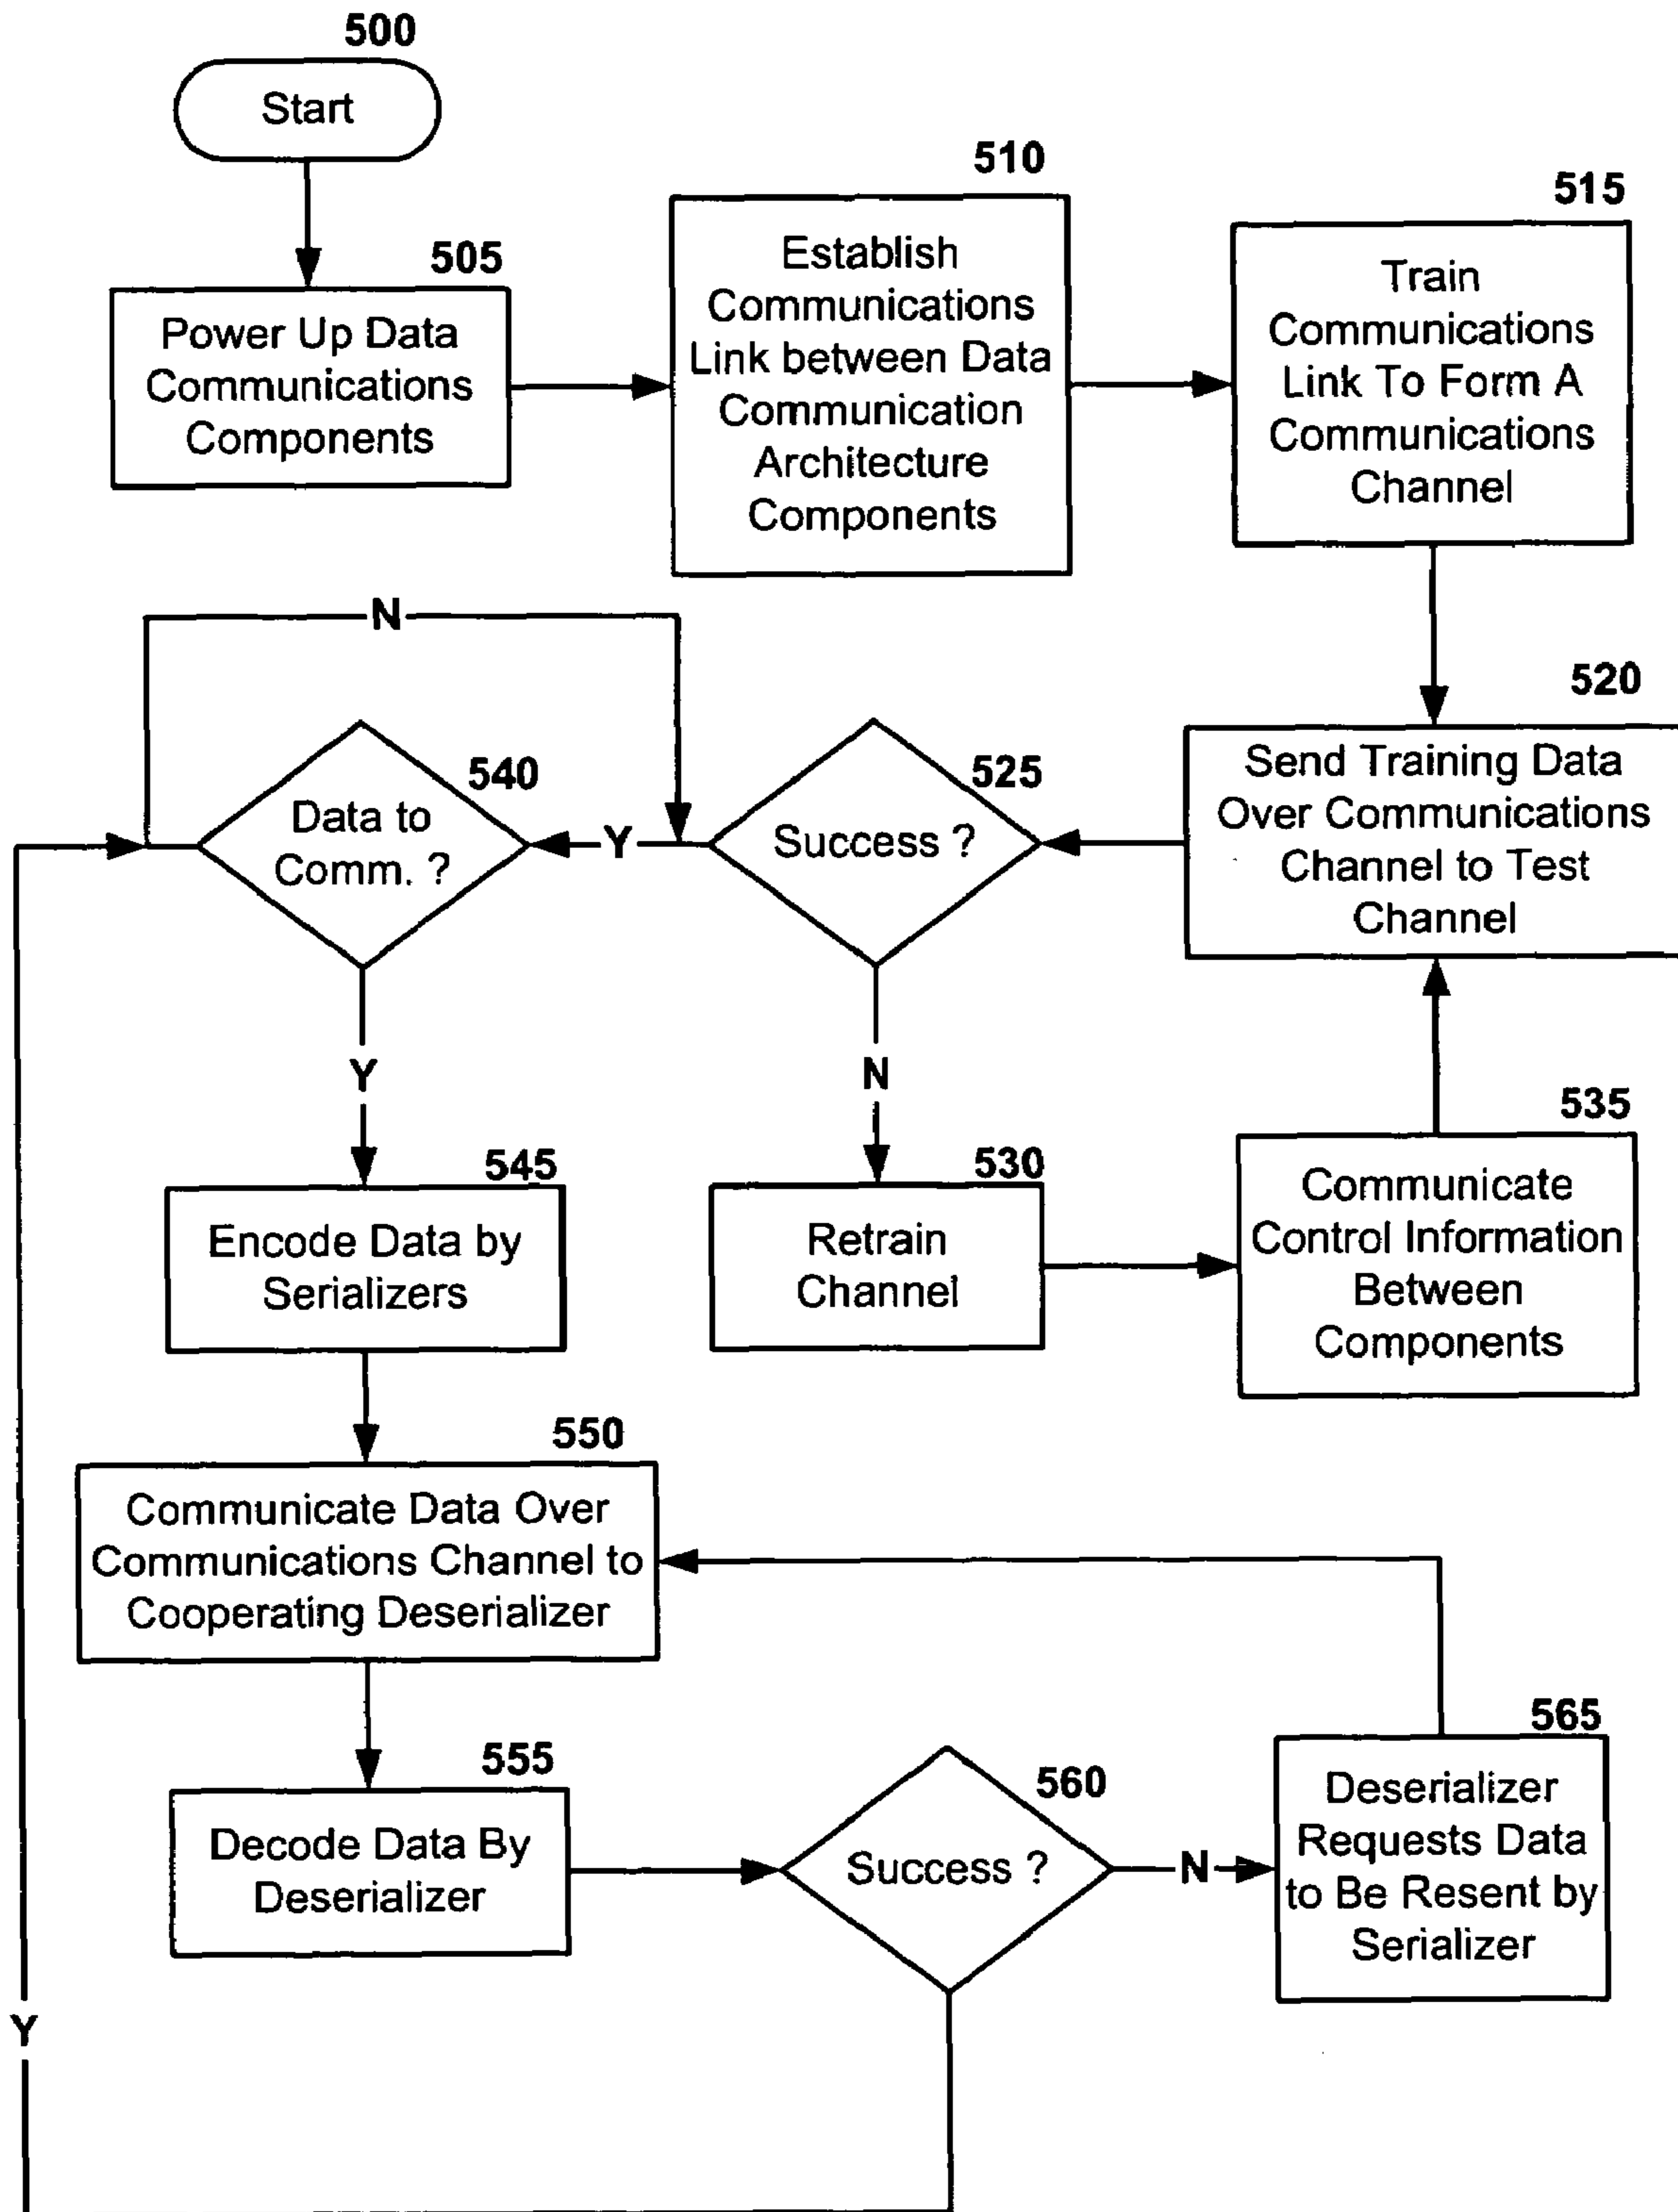 500
Start
505
Power Up Data
Communications
Components
510
Establish
Communications
Link between Data
Communication
Architecture
Components
515
Train
Communications
Link To Form A
Communications
Channel
520
Send Training Data
Over Communications
Channel to Test
Channel
525
Success ?
Y
N
540
Data to
Comm. ?
N
Y
530
Retrain
Channel
535
Communicate
Control Information
Between
Components
545
Encode Data by
Serializers
550
Communicate Data Over
Communications Channel to
Cooperating Deserializer
555
Decode Data By
Deserializer
560
Success ?
N
565
Deserializer
Requests Data
to Be Resent by
Serializer
Y